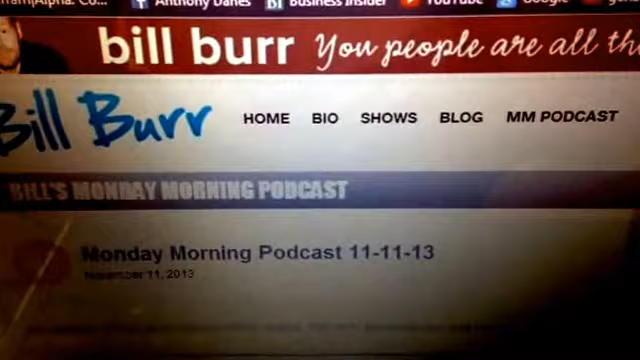 Anthony Danes Business Insider YouTube Google
bill burr You people are all the
Bill Burr
HOME BIO SHOWS BLOG MM PODCAST
BILL'S MONDAY MORNING PODCAST
Monday Morning Podcast 11-11-13
November 11, 2013